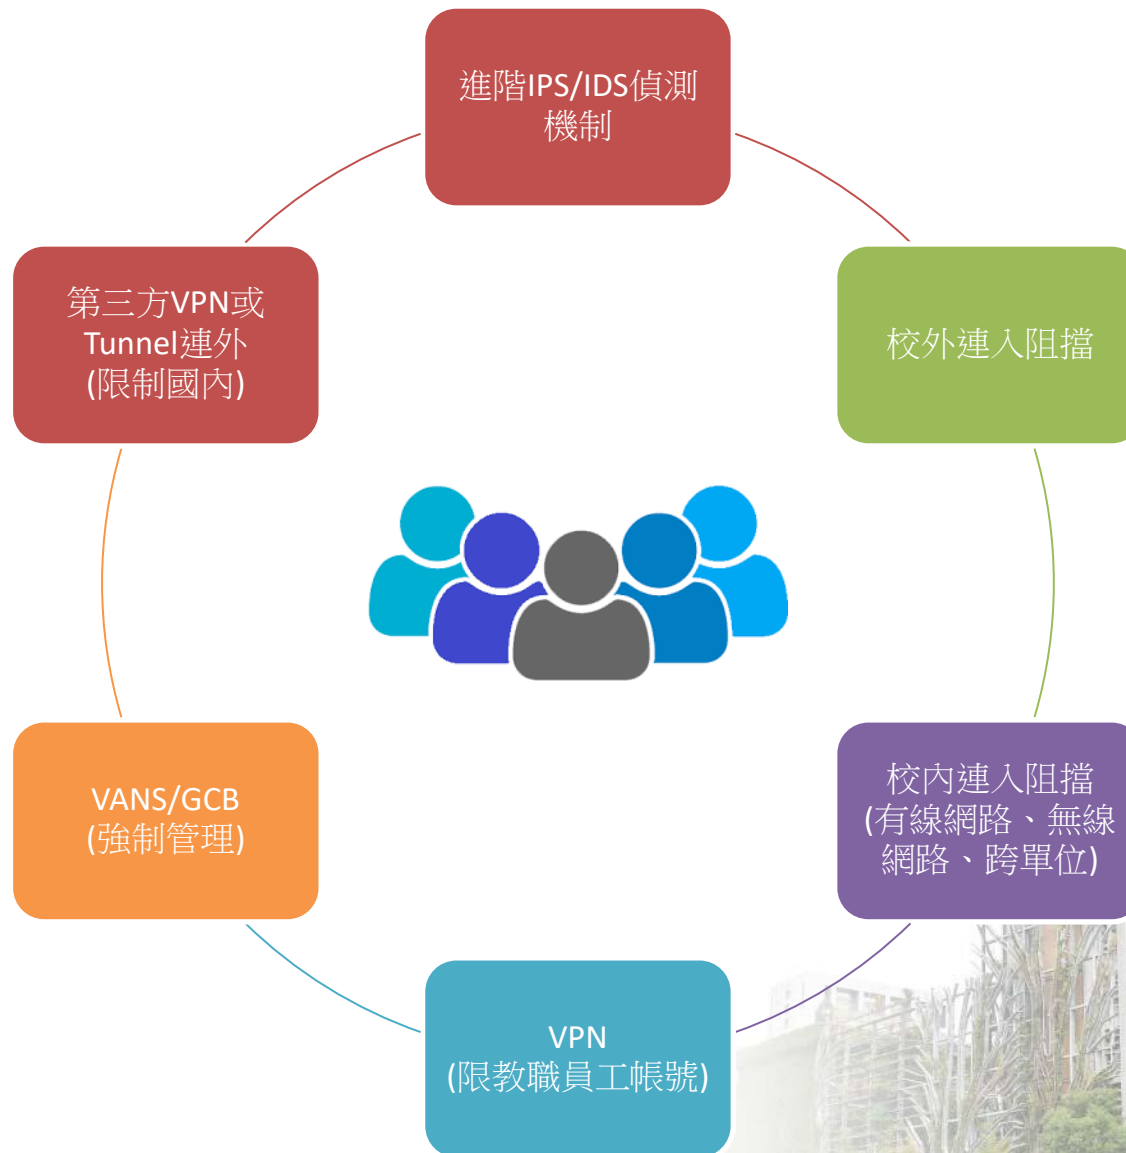 進階IPS/IDS偵測
機制
校外連入阻擋
校內連入阻擋
(有線網路、無線
網路、跨單位)
VPN
(限教職員工帳號)
VANS/GCB
(強制管理)
第三方VPN或
Tunnel連外
(限制國內)